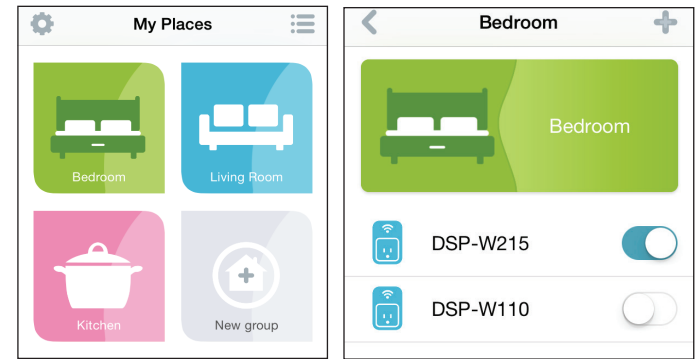 My Places
Bedroom
Living Room
Kitchen
New group
Bedroom
Bedroom
DSP-W215
DSP-W110